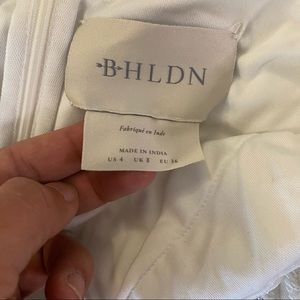 BHLDN
Fabriqué en Inde
MADE IN INDIA
US 4 UK 8 EU 36